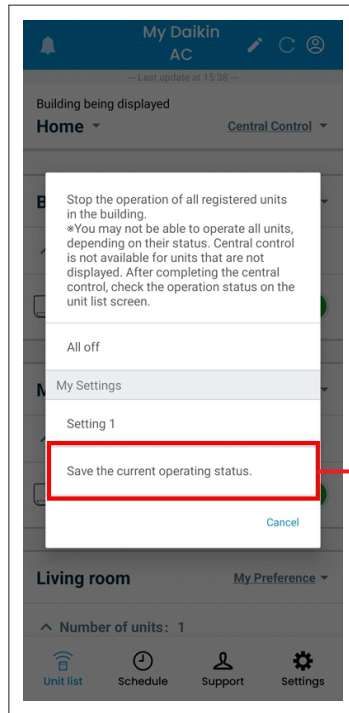 My Daikin
AC
— Last update at 15:38 —
Building being displayed
Home
Central Control
B
Stop the operation of all registered units
in the building.
※You may not be able to operate all units,
depending on their status. Central control
is not available for units that are not
displayed. After completing the central
control, check the operation status on the
unit list screen.
All off
My Settings
M
Setting 1
Save the current operating status.
Cancel
Living room
My Preference
Number of units: 1
Unit list
Schedule
Support
Settings